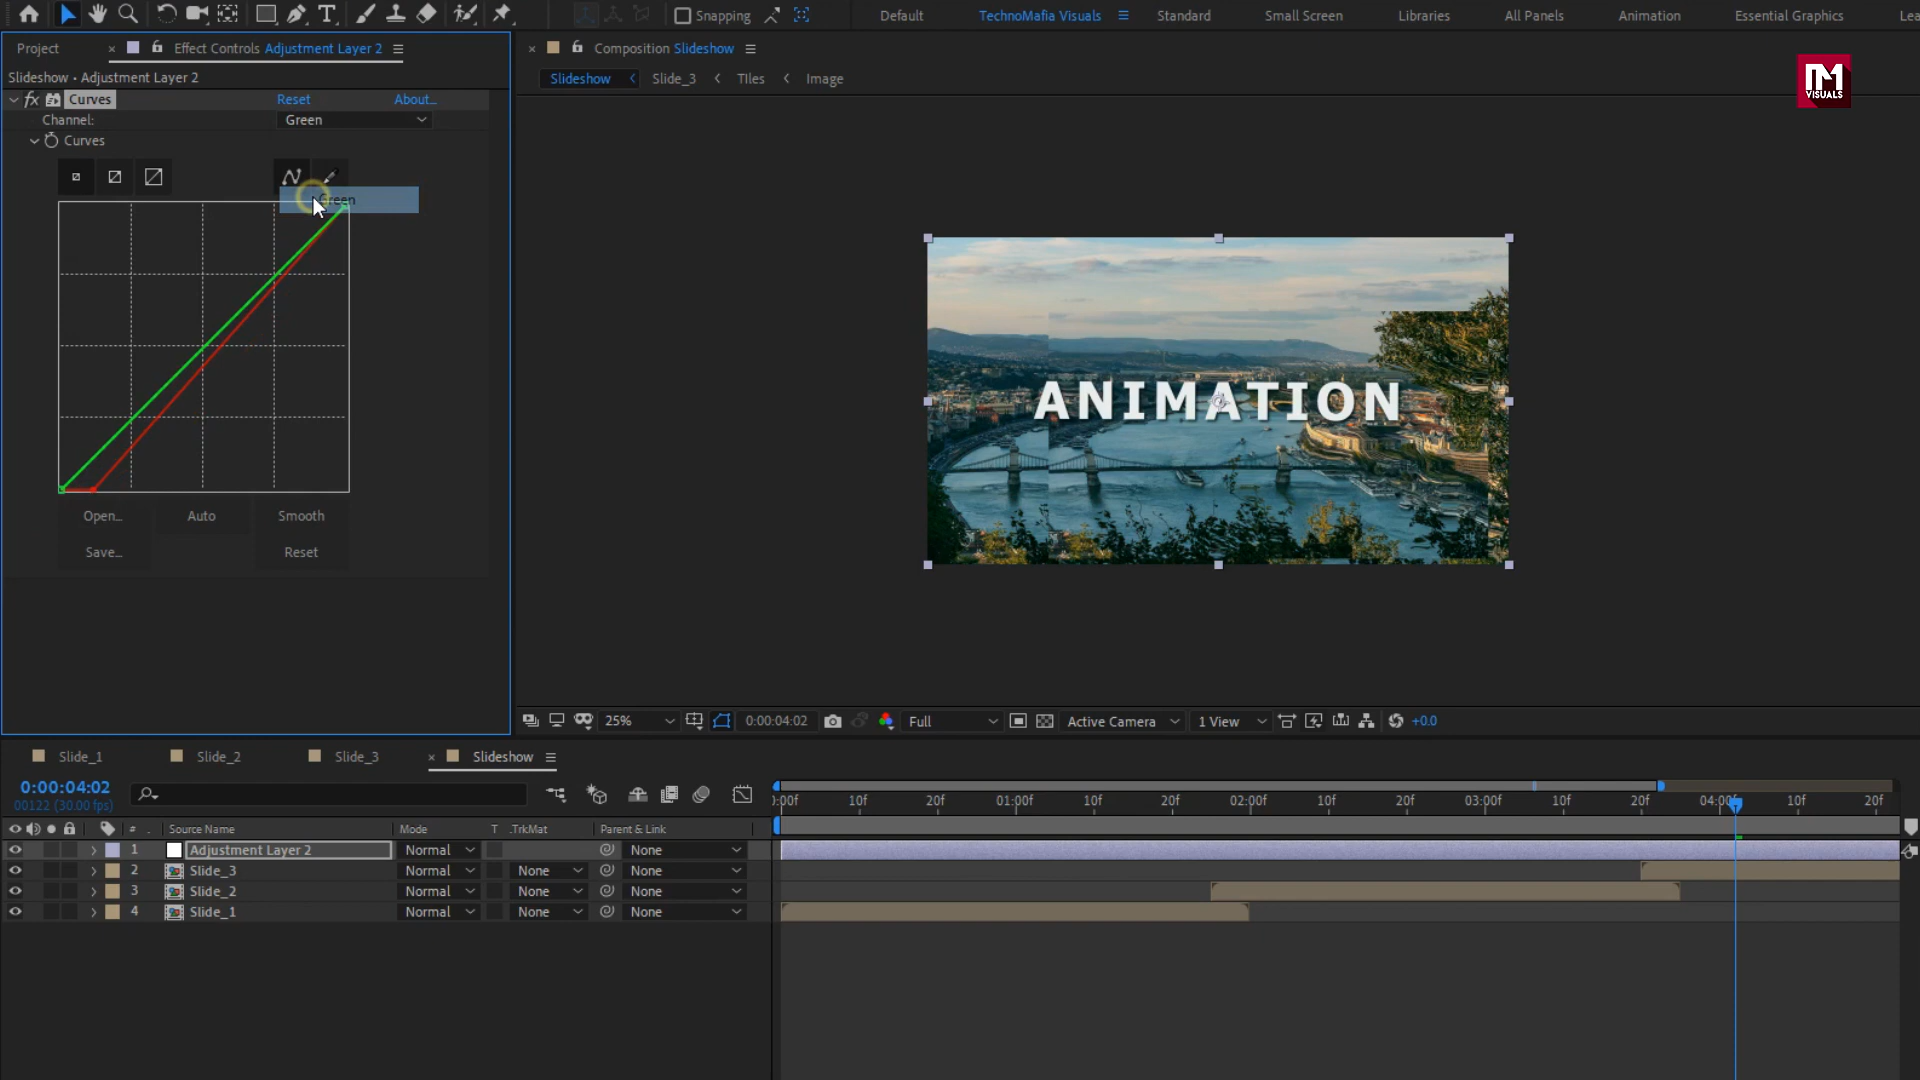 Snapping
Default
TechnoMafia Visuals
Standard
Small Screen
Libraries
All Panels
Animation
Essential Graphics
Lea
Project
Effect Controls Adjustment Layer 2
Composition Slideshow
Slideshow • Adjustment Layer 2
Slideshow
Slide_3
TIles
Image
M
VISUALS
fx Curves
Reset
About...
Channel:
Green
Curves
Green
ANIMATION
Open...
Auto
Smooth
Save...
Reset
25%
0:00:04:02
Full
Active Camera
1 View
+0.0
Slide_1
Slide_2
Slide_3
Slideshow
0:00:04:02
00122 (30.00 fps)
):00f
10f
20f
01:00f
10f
20f
02:00f
10f
20f
03:00f
10f
20f
04:00f
10f
20f
#
Source Name
Mode
T
.TrkMat
Parent & Link
1
Adjustment Layer 2
Normal
None
2
Slide_3
Normal
None
None
3
Slide_2
Normal
None
None
4
Slide_1
Normal
None
None